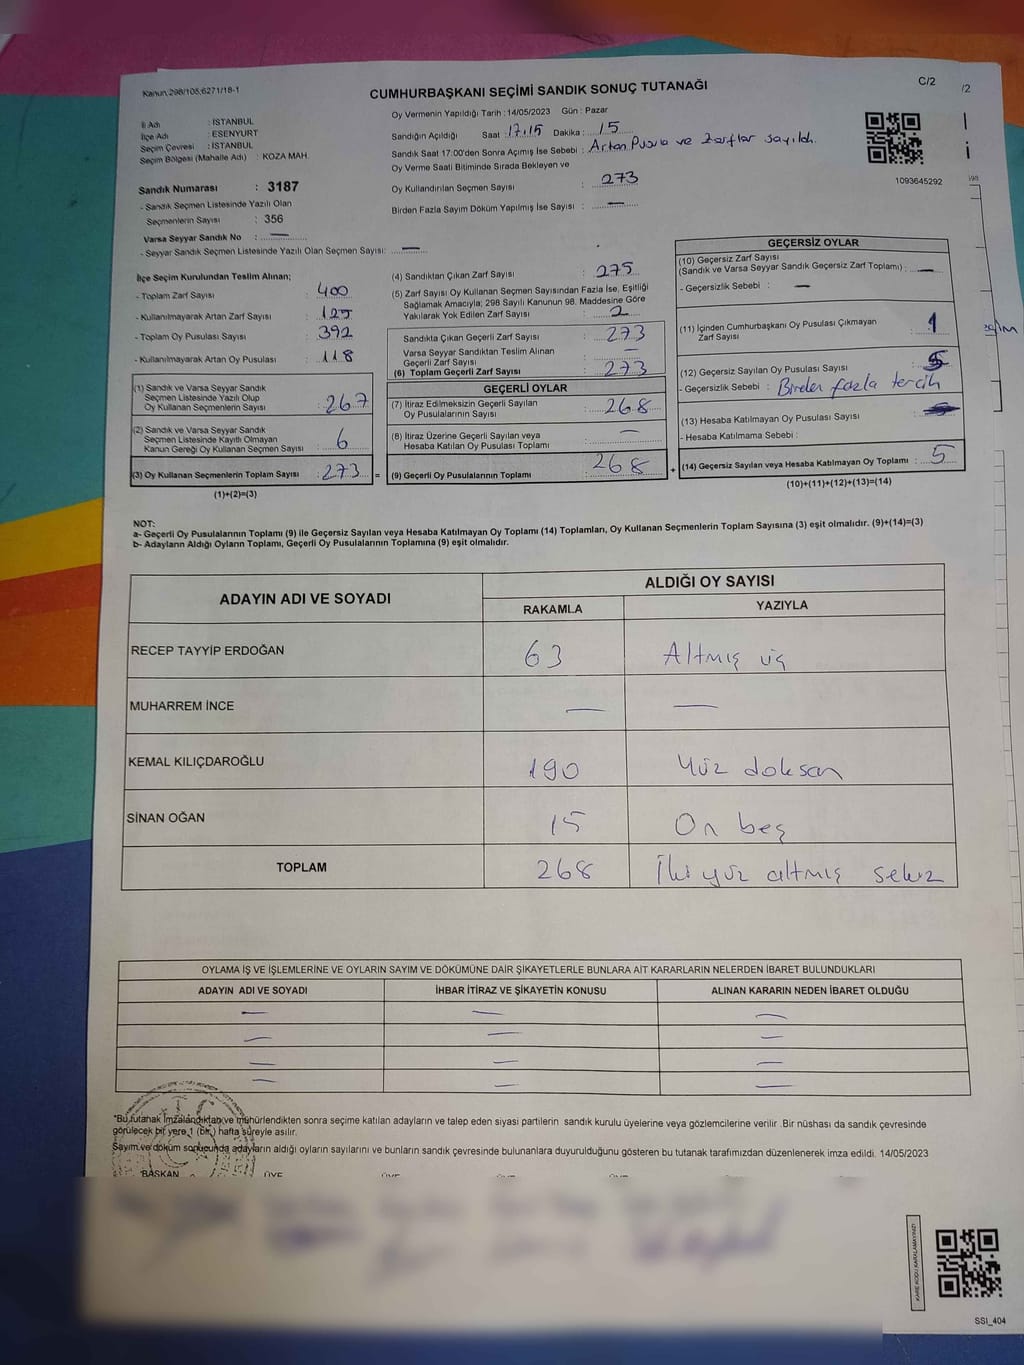 Kanun 298/105;6271/18-1
CUMHURBAŞKANI SEÇİMİ SANDIK SONUÇ TUTANAĞI
C/2
/2
İl Adı : İSTANBUL
İlçe Adı : ESENYURT
Seçim Çevresi : İSTANBUL
Seçim Bölgesi (Mahalle Adı) : KOZA MAH.
Sandık Numarası : 3187
- Sandık Seçmen Listesinde Yazılı Olan
Seçmenlerin Sayısı : 356
Varsa Seyyar Sandık No : —
- Seyyar Sandık Seçmen Listesinde Yazılı Olan Seçmen Sayısı: —
Oy Vermenin Yapıldığı Tarih : 14/05/2023 Gün : Pazar
Sandığın Açıldığı Saat : 17:15 Dakika : 15
Sandık Saat 17:00'den Sonra Açımış İse Sebebi : Artan Pusula ve Zarflar sayıldı.
Oy Verme Saati Bitiminde Sırada Bekleyen ve
Oy Kullandırılan Seçmen Sayısı : 273
Birden Fazla Sayım Döküm Yapılmış İse Sayısı : —
1093645292
İlçe Seçim Kurulundan Teslim Alınan;
- Toplam Zarf Sayısı : 400
- Kullanılmayarak Artan Zarf Sayısı : 125
- Toplam Oy Pusulası Sayısı : 392
- Kullanılmayarak Artan Oy Pusulası : 118
(1) Sandık ve Varsa Seyyar Sandık
Seçmen Listesinde Yazılı Olup
Oy Kullanan Seçmenlerin Sayısı : 267
(2) Sandık ve Varsa Seyyar Sandık
Seçmen Listesinde Kayıtlı Olmayan
Kanun Gereği Oy Kullanan Seçmen Sayısı : 6
(3) Oy Kullanan Seçmenlerin Toplam Sayısı : 273 =
(1)+(2)=(3)
(4) Sandıktan Çıkan Zarf Sayısı : 275
(5) Zarf Sayısı Oy Kullanan Seçmen Sayısından Fazla İse, Eşitliği
Sağlamak Amacıyla; 298 Sayılı Kanunun 98. Maddesine Göre
Yakılarak Yok Edilen Zarf Sayısı : 2
Sandıkta Çıkan Geçerli Zarf Sayısı : 273
Varsa Seyyar Sandıktan Teslim Alınan
Geçerli Zarf Sayısı : —
(6) Toplam Geçerli Zarf Sayısı : 273
GEÇERLİ OYLAR
(7) İtiraz Edilmeksizin Geçerli Sayılan
Oy Pusulalarının Sayısı : 268
(8) İtiraz Üzerine Geçerli Sayılan veya
Hesaba Katılan Oy Pusulası Toplamı : —
(9) Geçerli Oy Pusulalarının Toplamı : 268 +
GEÇERSİZ OYLAR
(10) Geçersiz Zarf Sayısı
(Sandık ve Varsa Seyyar Sandık Geçersiz Zarf Toplamı) : —
- Geçersizlik Sebebi : —
(11) İçinden Cumhurbaşkanı Oy Pusulası Çıkmayan
Zarf Sayısı : 1
(12) Geçersiz Sayılan Oy Pusulası Sayısı : 5
- Geçersizlik Sebebi : Birden fazla tercih
(13) Hesaba Katılmayan Oy Pusulası Sayısı :
- Hesaba Katılmama Sebebi :
(14) Geçersiz Sayılan veya Hesaba Katılmayan Oy Toplamı : 5
(10)+(11)+(12)+(13)=(14)
NOT:
a- Geçerli Oy Pusulalarının Toplamı (9) ile Geçersiz Sayılan veya Hesaba Katılmayan Oy Toplamı (14) Toplamları, Oy Kullanan Seçmenlerin Toplam Sayısına (3) eşit olmalıdır. (9)+(14)=(3)
b- Adayların Aldığı Oyların Toplamı, Geçerli Oy Pusulalarının Toplamına (9) eşit olmalıdır.
ADAYIN ADI VE SOYADI
ALDIĞI OY SAYISI
RAKAMLA YAZIYLA
RECEP TAYYİP ERDOĞAN 63 Altmış üç
MUHARREM İNCE — —
KEMAL KILIÇDAROĞLU 190 Yüz doksan
SİNAN OĞAN 15 On beş
TOPLAM 268 İki yüz altmış sekiz
OYLAMA İŞ VE İŞLEMLERİNE VE OYLARIN SAYIM VE DÖKÜMÜNE DAİR ŞİKAYETLERLE BUNLARA AİT KARARLARIN NELERDEN İBARET BULUNDUKLARI
ADAYIN ADI VE SOYADI İHBAR İTİRAZ VE ŞİKAYETİN KONUSU ALINAN KARARIN NEDEN İBARET OLDUĞU
— — —
— — —
— — —
— — —
*Bu tutanak İmzalandıktan ve mühürlendikten sonra seçime katılan adayların ve talep eden siyasi partilerin sandık kurulu üyelerine veya gözlemcilerine verilir. Bir nüshası da sandık çevresinde
görülecek bir yere 1 (bir) hafta süreyle asılır.
Sayım ve döküm sonucunda adayların aldığı oyların sayılarını ve bunların sandık çevresinde bulunanlara duyurulduğunu gösteren bu tutanak tarafımızdan düzenlenerek imza edildi. 14/05/2023
BAŞKAN ÜYE ÜYE ÜYE ÜYE
KARE KODU KARALAMAYINIZ!
SSI_404